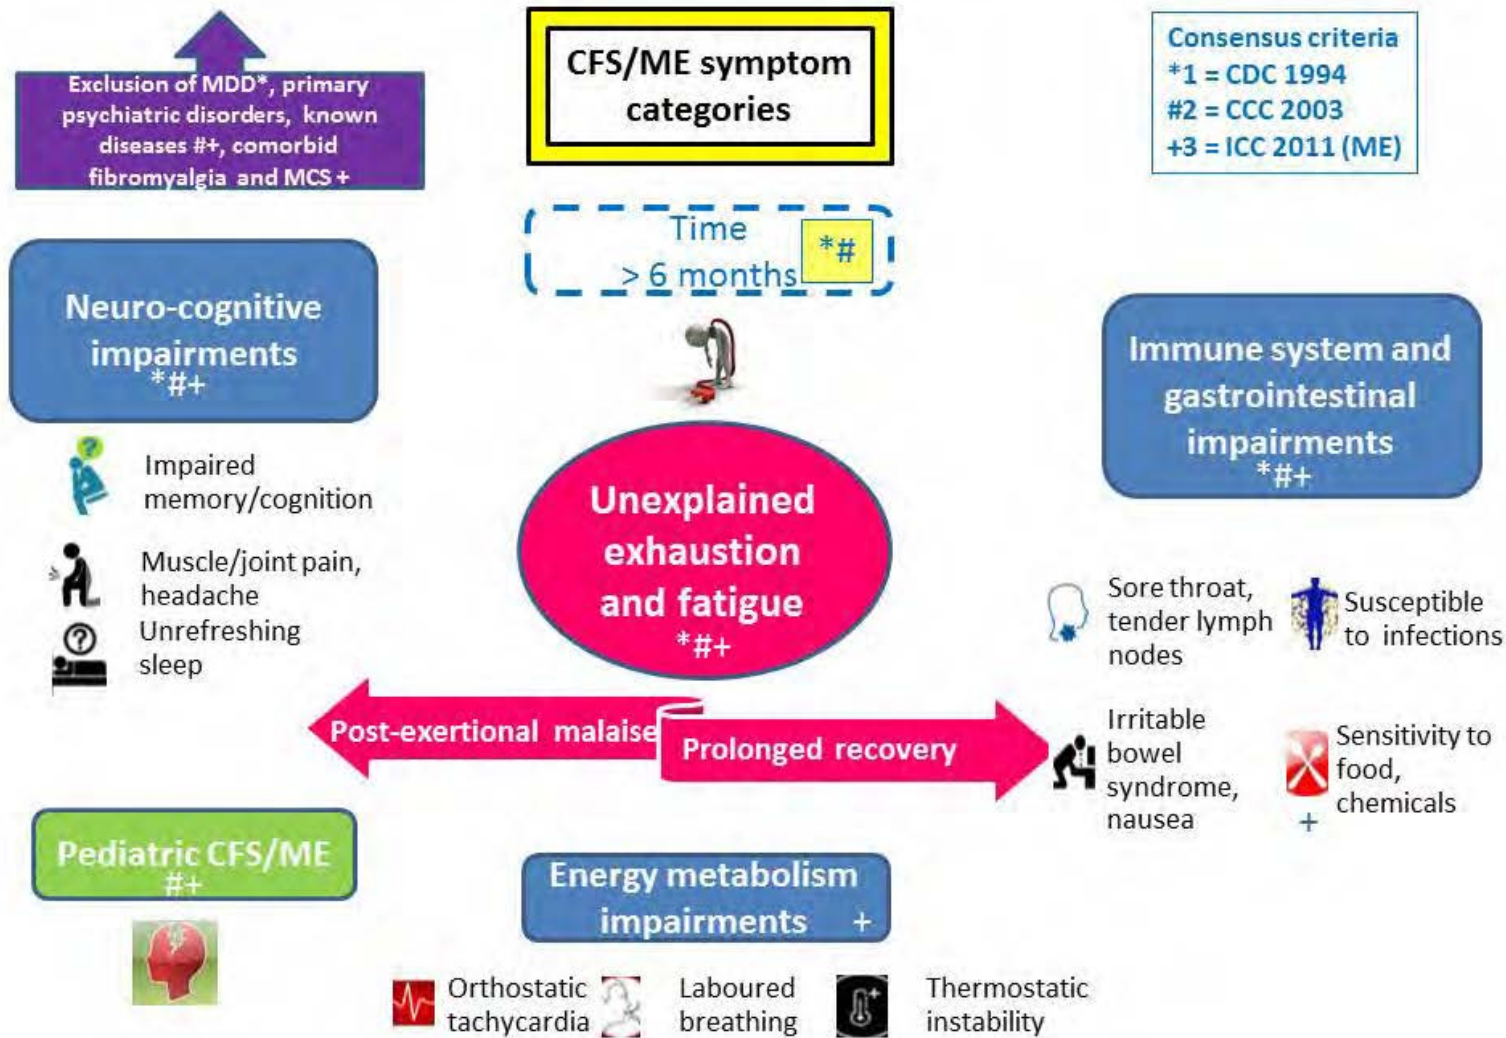 Exclusion of MDD*, primary
psychiatric disorders, known
diseases #+, comorbid
fibromyalgia and MCS +
CFS/ME symptom
categories
Consensus criteria
*1 = CDC 1994
#2 = CCC 2003
+3 = ICC 2011 (ME)
Time
> 6 months
*#
Neuro-cognitive
impairments
*#+
Impaired
memory/cognition
Muscle/joint pain,
headache
Unrefreshing
sleep
Unexplained
exhaustion
and fatigue
*#+
Immune system and
gastrointestinal
impairments
*#+
Sore throat,
tender lymph
nodes
Susceptible
to infections
Irritable
bowel
syndrome,
nausea
Sensitivity to
food,
chemicals
+
Post-exertional malaise
Prolonged recovery
Pediatric CFS/ME
#+
Energy metabolism
impairments +
Orthostatic
tachycardia
Laboured
breathing
Thermostatic
instability